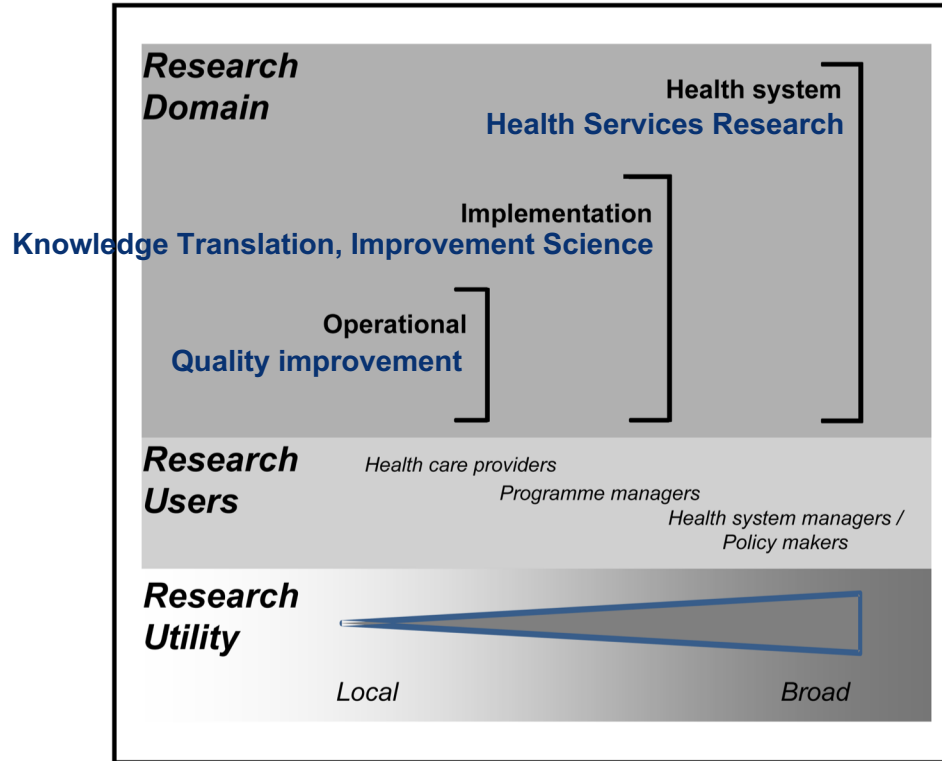 Research
Domain
Health system
Health Services Research
Implementation
Knowledge Translation, Improvement Science
Operational
Quality improvement
Research
Users
Health care providers
Programme managers
Health system managers /
Policy makers
Research
Utility
Local
Broad